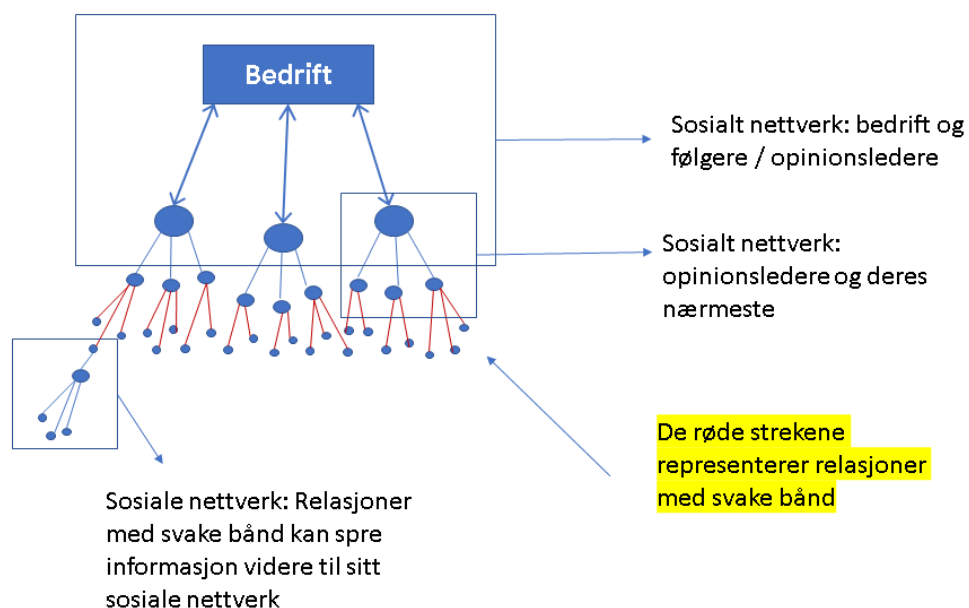 Bedrift
Sosialt nettverk: bedrift og
følgere / opinionsledere
Sosialt nettverk:
opinionsledere og deres
nærmeste
De røde strekene
representerer relasjoner
med svake bånd
Sosiale nettverk: Relasjoner
med svake bånd kan spre
informasjon videre til sitt
sosiale nettverk